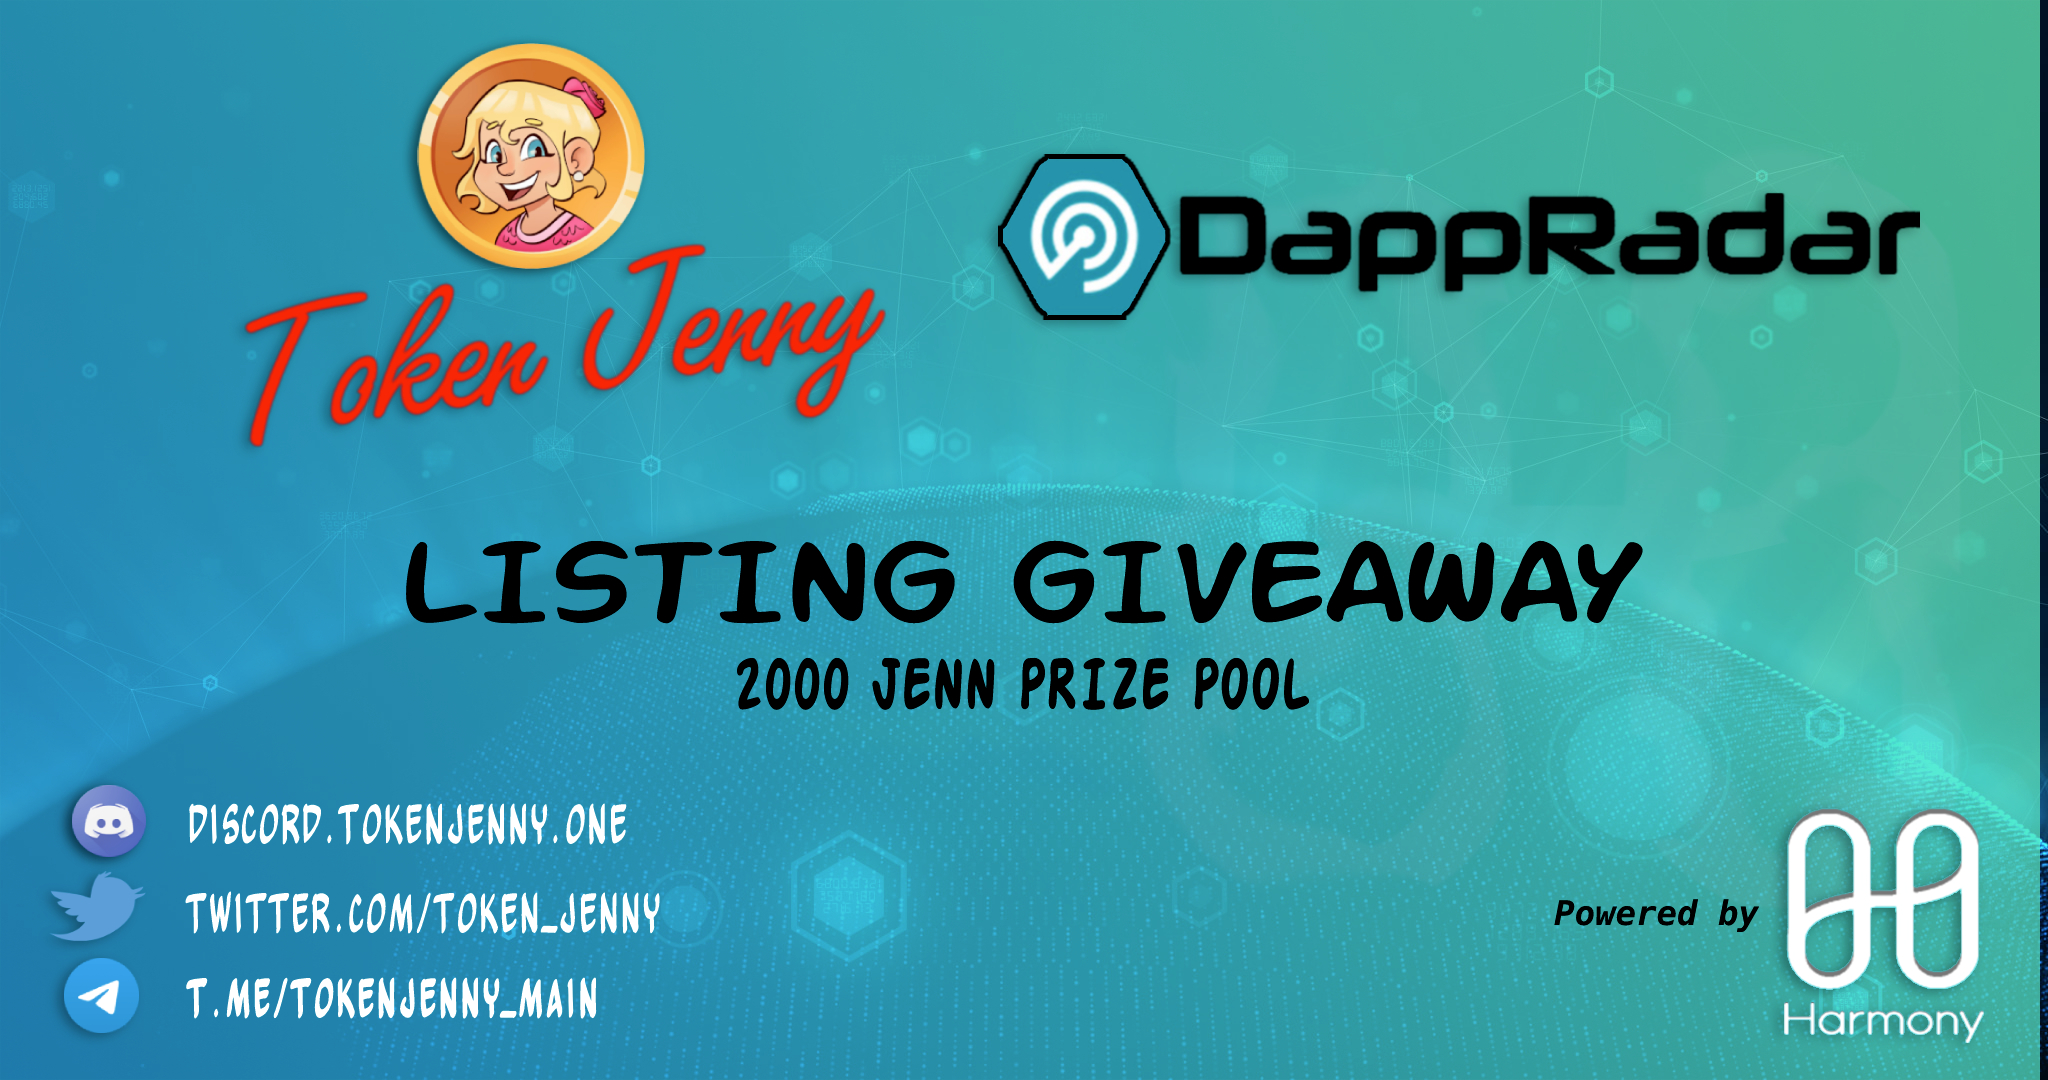 Token Jenny
DappRadar
LISTING GIVEAWAY
2000 JENN PRIZE POOL
DISCORD.TOKENJENNY.ONE
TWITTER.COM/TOKEN_JENNY
T.ME/TOKENJENNY_MAIN
Powered by
Harmony